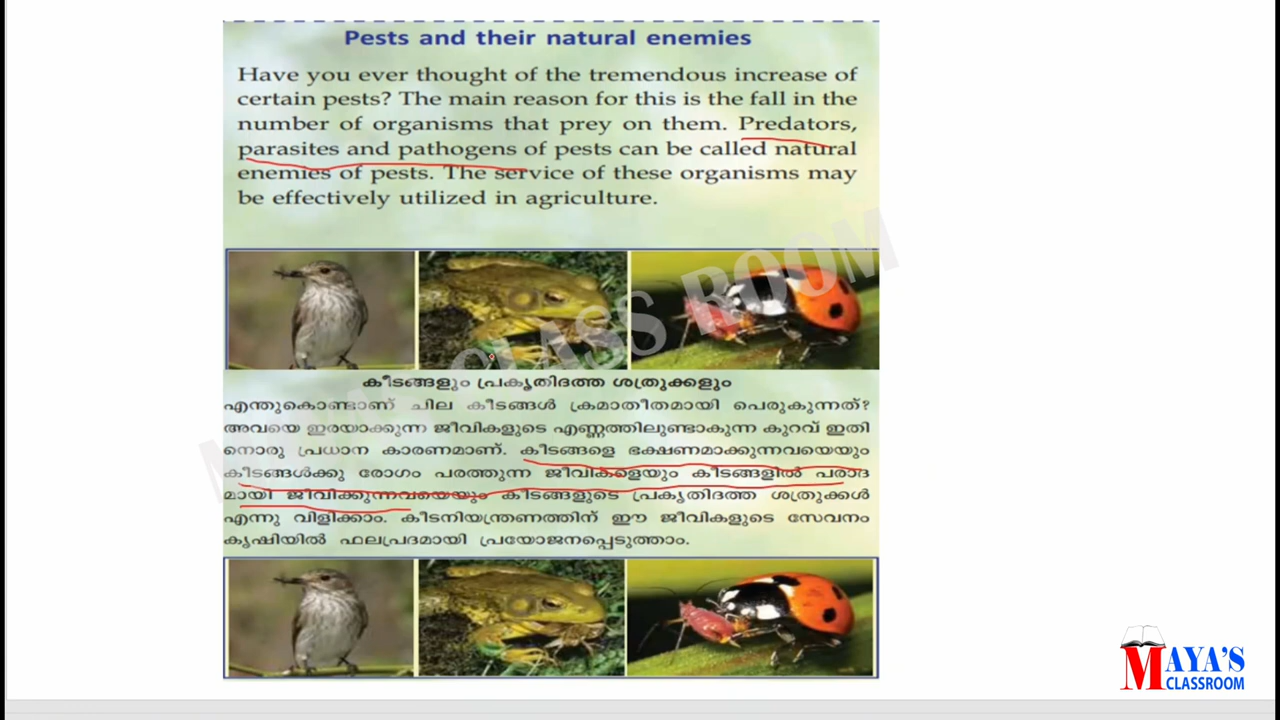 Pests and their natural enemies
Have you ever thought of the tremendous increase of
certain pests? The main reason for this is the fall in the
number of organisms that prey on them. Predators,
parasites and pathogens of pests can be called natural
enemies of pests. The service of these organisms may
be effectively utilized in agriculture.
MAYA'S CLASS ROOM
കീടങ്ങളും പ്രകൃതിദത്ത ശത്രുക്കളും
എന്തുകൊണ്ടാണ് ചില കീടങ്ങൾ ക്രമാതീതമായി പെരുകുന്നത്?
അവയെ ഇരയാക്കുന്ന ജീവികളുടെ എണ്ണത്തിലുണ്ടാകുന്ന കുറവ് ഇതി
നൊരു പ്രധാന കാരണമാണ്. കീടങ്ങളെ ഭക്ഷണമാക്കുന്നവയെയും
കീടങ്ങൾക്കു രോഗം പരത്തുന്ന ജീവികളെയും കീടങ്ങളിൽ പരാദ
മായി ജീവിക്കുന്നവയെയും കീടങ്ങളുടെ പ്രകൃതിദത്ത ശത്രുക്കൾ
എന്നു വിളിക്കാം. കീടനിയന്ത്രണത്തിന് ഈ ജീവികളുടെ സേവനം
കൃഷിയിൽ ഫലപ്രദമായി പ്രയോജനപ്പെടുത്താം.
MAYA'S
CLASSROOM